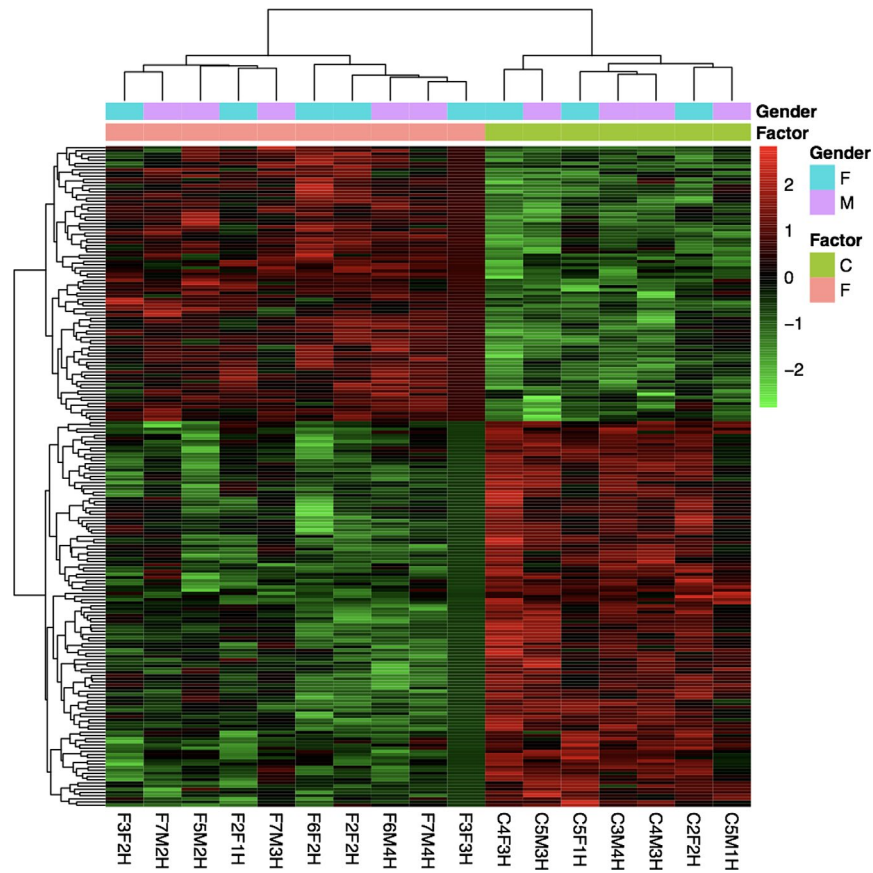 Gender
Factor
Gender
F
M
Factor
C
F
2
1
0
−1
−2
F3F2H
F7M2H
F5M2H
F2F1H
F7M3H
F6F2H
F2F2H
F6M4H
F7M4H
F3F3H
C4F3H
C5M3H
C5F1H
C3M4H
C4M3H
C2F2H
C5M1H